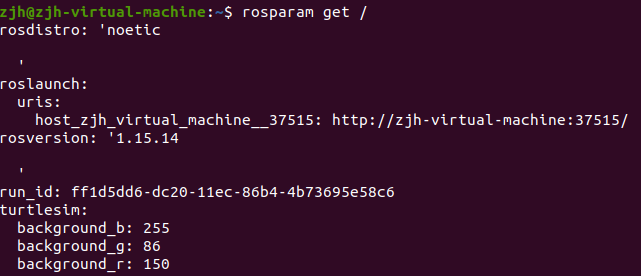 zjh@zjh-virtual-machine:~$ rosparam get /
rosdistro: 'noetic
'
roslaunch:
uris:
host_zjh_virtual_machine__37515: http://zjh-virtual-machine:37515/
rosversion: '1.15.14
'
run_id: ff1d5dd6-dc20-11ec-86b4-4b73695e58c6
turtlesim:
background_b: 255
background_g: 86
background_r: 150